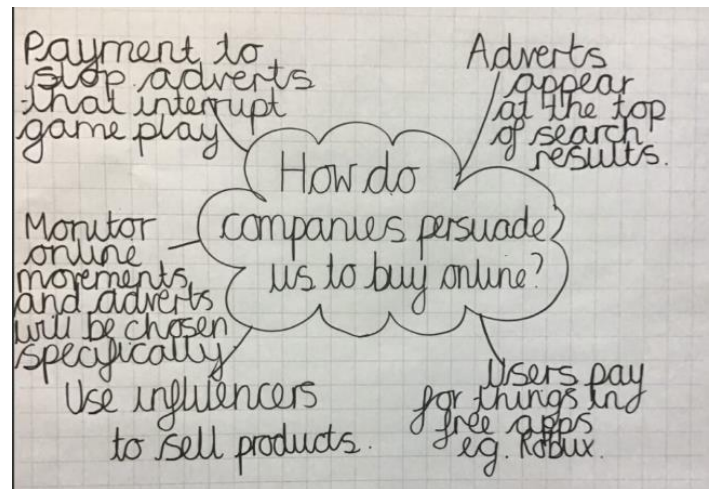 Payment to
stop adverts
that interrupt
game play
Adverts
appear
at the top
of search
results.
How do
companies persuade
us to buy online?
Monitor
online
movements
and adverts
will be chosen
specifically.
Use influencers
to sell products.
Users pay
for things in
free apps
eg. Robux.